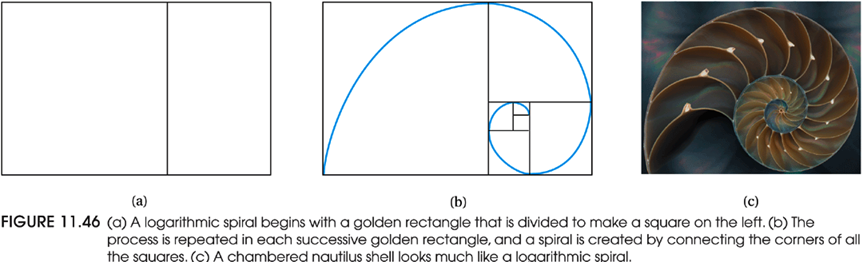 (a)
(b)
(c)
FIGURE 11.46 (a) A logarithmic spiral begins with a golden rectangle that is divided to make a square on the left. (b) The
process is repeated in each successive golden rectangle, and a spiral is created by connecting the corners of all
the squares. (c) A chambered nautilus shell looks much like a logarithmic spiral.